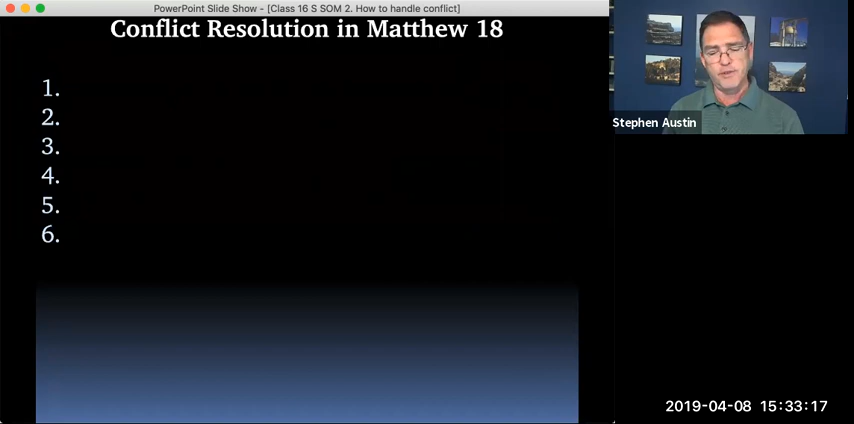 PowerPoint Slide Show - [Class 16 S SOM 2. How to handle conflict]
Conflict Resolution in Matthew 18
1.
2.
3.
4.
5.
6.
Stephen Austin
2019-04-08 15:33:17